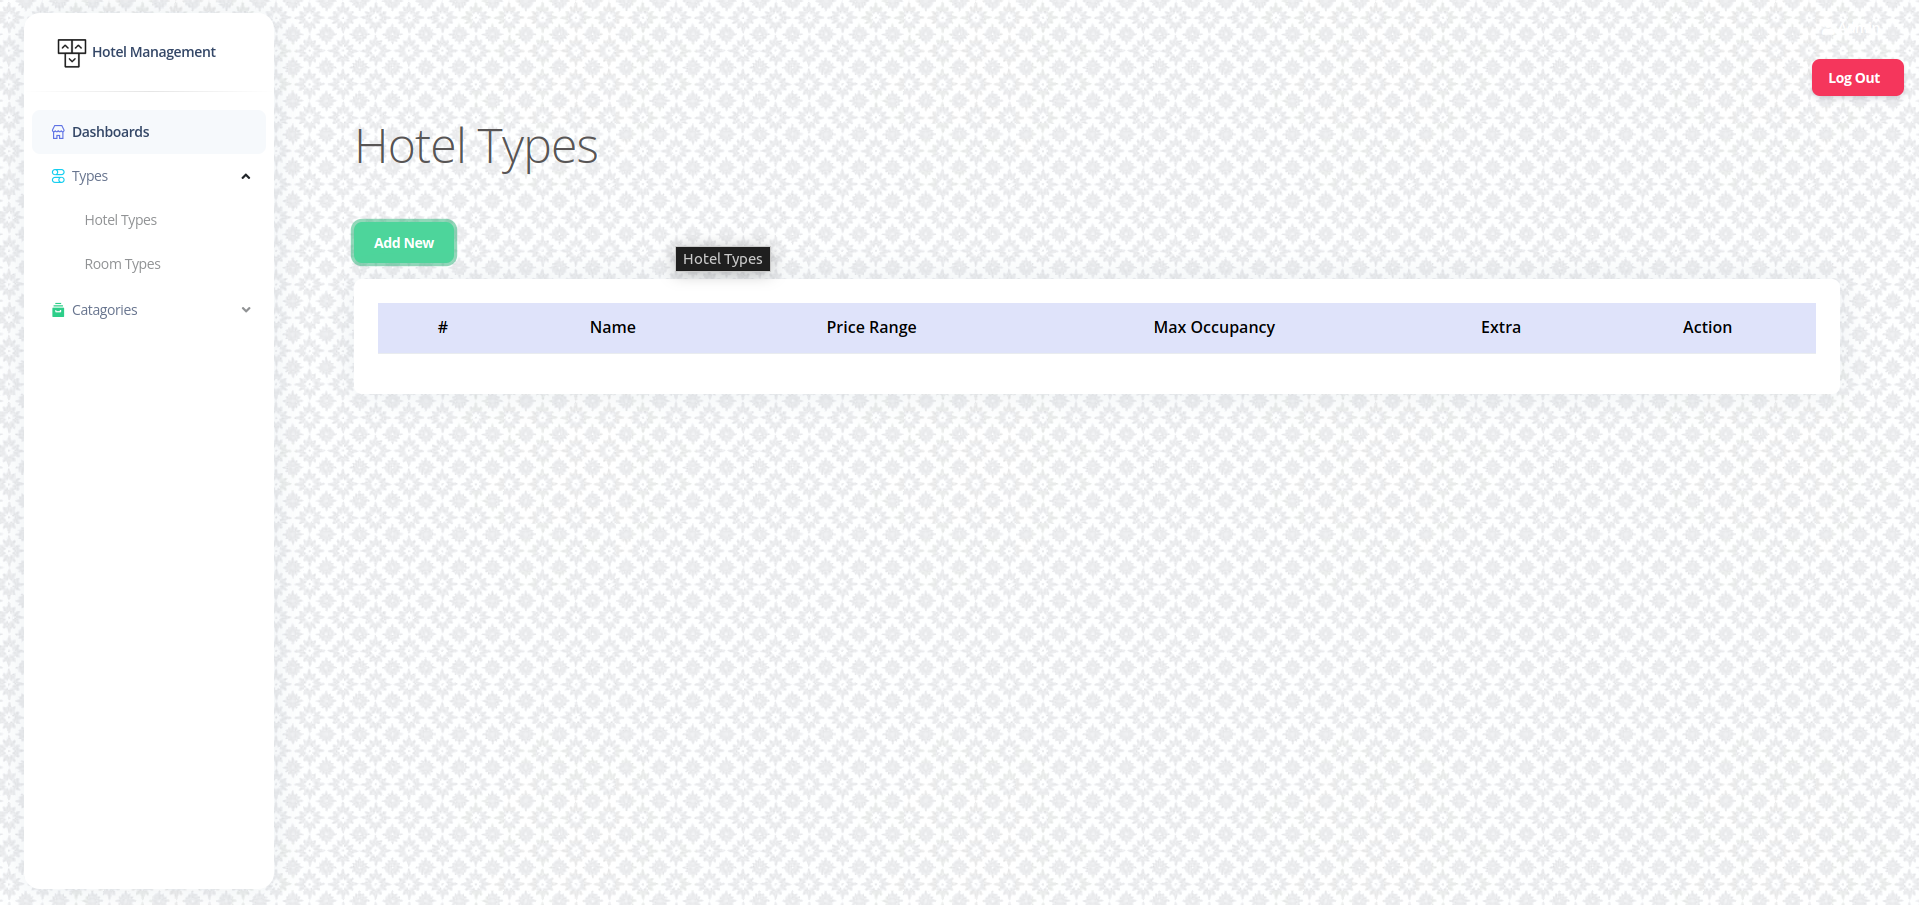 Hotel Management
Log Out
Dashboards
Types
Hotel Types
Room Types
Catagories
Hotel Types
Add New
Hotel Types
# Name Price Range Max Occupancy Extra Action